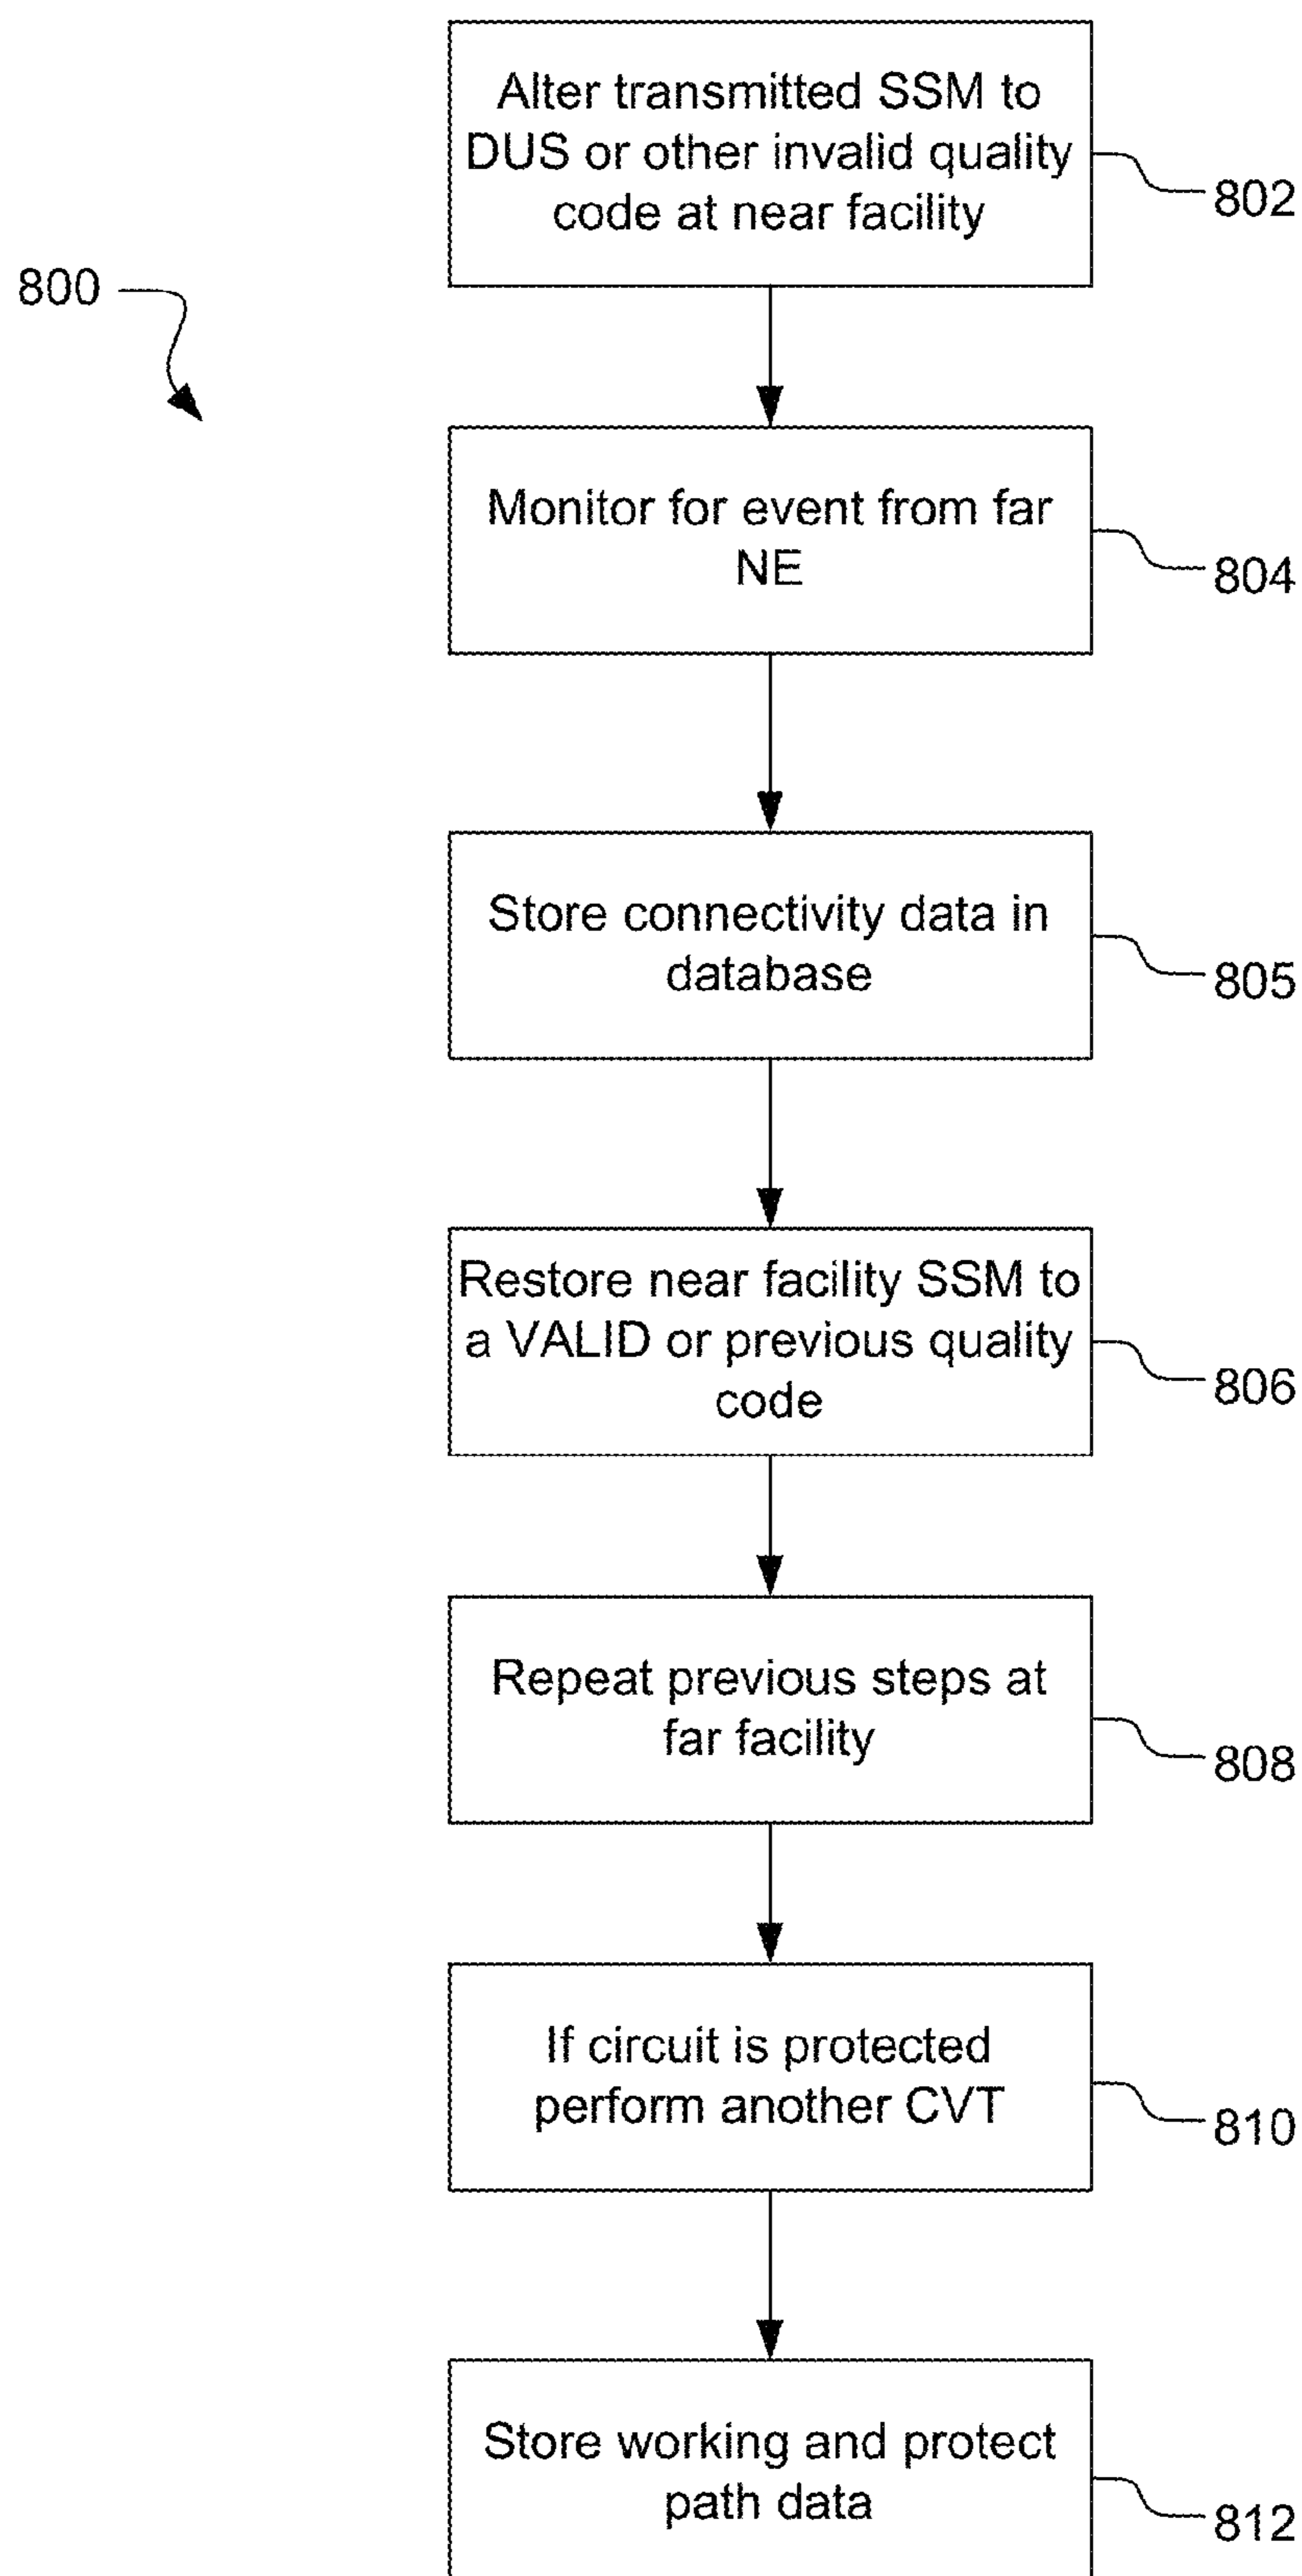 Alter transmitted SSM to
DUS or other invalid quality
code at near facility
802
800
Monitor for event from far
NE
804
Store connectivity data in
database
805
Restore near facility SSM to
a VALID or previous quality
code
806
Repeat previous steps at
far facility
808
If circuit is protected
perform another CVT
810
Store working and protect
path data
812